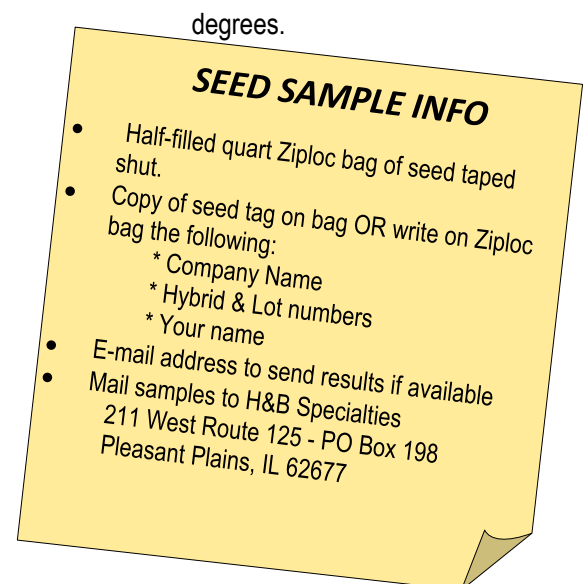 degrees.
SEED SAMPLE INFO
• Half-filled quart Ziploc bag of seed taped
shut.
• Copy of seed tag on bag OR write on Ziploc
bag the following:
* Company Name
* Hybrid & Lot numbers
* Your name
• E-mail address to send results if available
• Mail samples to H&B Specialties
211 West Route 125 - PO Box 198
Pleasant Plains, IL 62677